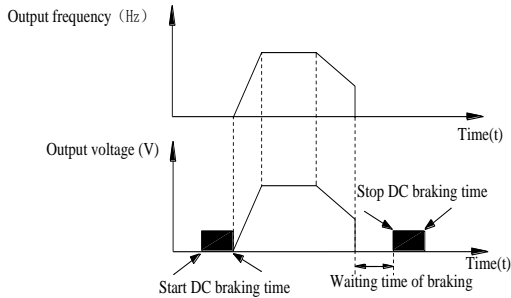 Output frequency（Hz）
Time(t)
Output voltage (V)
Stop DC braking time
Time(t)
Start DC braking time
Waiting time of braking